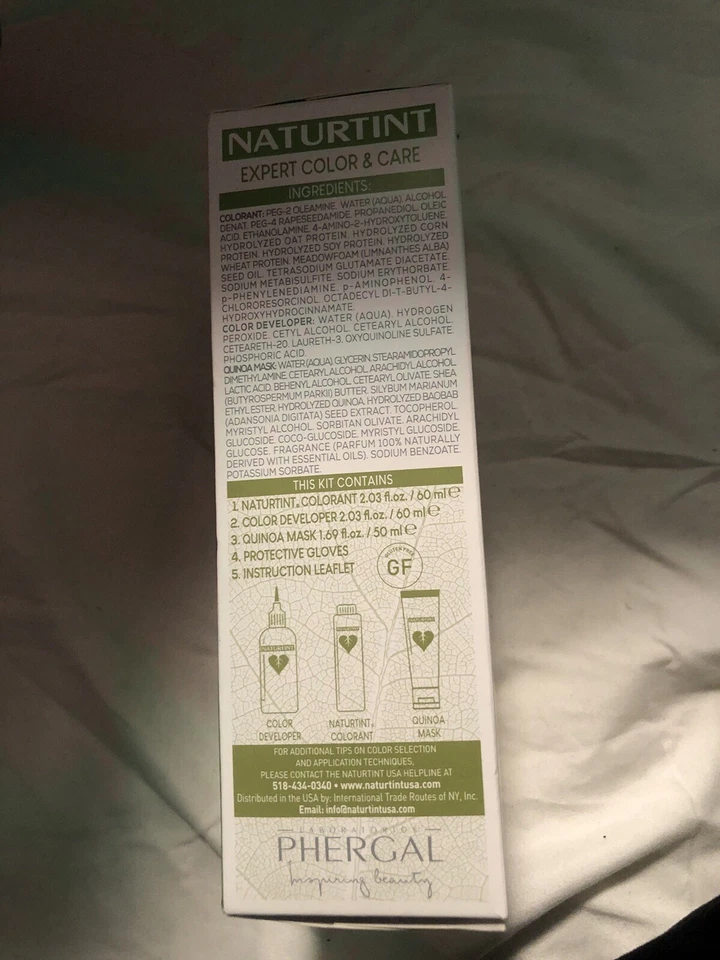 NATURTINT
EXPERT COLOR & CARE
INGREDIENTS:
COLORANT: PEG-2 OLEAMINE. WATER (AQUA). ALCOHOL
DENAT. PEG-4 RAPESEEDAMIDE. PROPANEDIOL. OLEIC
ACID. ETHANOLAMINE. 4-AMINO-2-HYDROXYTOLUENE.
HYDROLYZED OAT PROTEIN. HYDROLYZED CORN
PROTEIN. HYDROLYZED SOY PROTEIN. HYDROLYZED
WHEAT PROTEIN. MEADOWFOAM (LIMNANTHES ALBA)
SEED OIL. TETRASODIUM GLUTAMATE DIACETATE.
SODIUM METABISULFITE. SODIUM ERYTHORBATE.
p-PHENYLENEDIAMINE. p-AMINOPHENOL. 4-
CHLORORESORCINOL. OCTADECYL DI-T-BUTYL-4-
HYDROXYHYDROCINNAMATE.
COLOR DEVELOPER: WATER (AQUA). HYDROGEN
PEROXIDE. CETYL ALCOHOL. CETEARYL ALCOHOL.
CETEARETH-20. LAURETH-3. OXYQUINOLINE SULFATE.
PHOSPHORIC ACID.
QUINOA MASK: WATER (AQUA). GLYCERIN. STEARAMIDOPROPYL
DIMETHYLAMINE. CETEARYL ALCOHOL. ARACHIDYL ALCOHOL.
LACTIC ACID. BEHENYL ALCOHOL. CETEARYL OLIVATE. SHEA
(BUTYROSPERMUM PARKII) BUTTER. SILYBUM MARIANUM
ETHYL ESTER. HYDROLYZED QUINOA. HYDROLYZED BAOBAB
(ADANSONIA DIGITATA) SEED EXTRACT. TOCOPHEROL.
MYRISTYL ALCOHOL. SORBITAN OLIVATE. ARACHIDYL
GLUCOSIDE. COCO-GLUCOSIDE. MYRISTYL GLUCOSIDE.
GLUCOSE. FRAGRANCE (PARFUM 100% NATURALLY
DERIVED WITH ESSENTIAL OILS). SODIUM BENZOATE.
POTASSIUM SORBATE.
THIS KIT CONTAINS
1. NATURTINT® COLORANT 2.03 fl.oz. / 60 ml ℮
2. COLOR DEVELOPER 2.03 fl.oz. / 60 ml ℮
3. QUINOA MASK 1.69 fl.oz. / 50 ml ℮
4. PROTECTIVE GLOVES
5. INSTRUCTION LEAFLET
GLUTEN FREE
GF
NATURTINT
NATURTINT
NATURTINT
COLOR
DEVELOPER
NATURTINT®
COLORANT
QUINOA
MASK
FOR ADDITIONAL TIPS ON COLOR SELECTION
AND APPLICATION TECHNIQUES,
PLEASE CONTACT THE NATURTINT USA HELPLINE AT
518-434-0340 • www.naturtintusa.com
Distributed in the USA by: International Trade Routes of NY, Inc.
Email: info@naturtintusa.com
LABORATORIOS
PHERGAL
Inspiring beauty